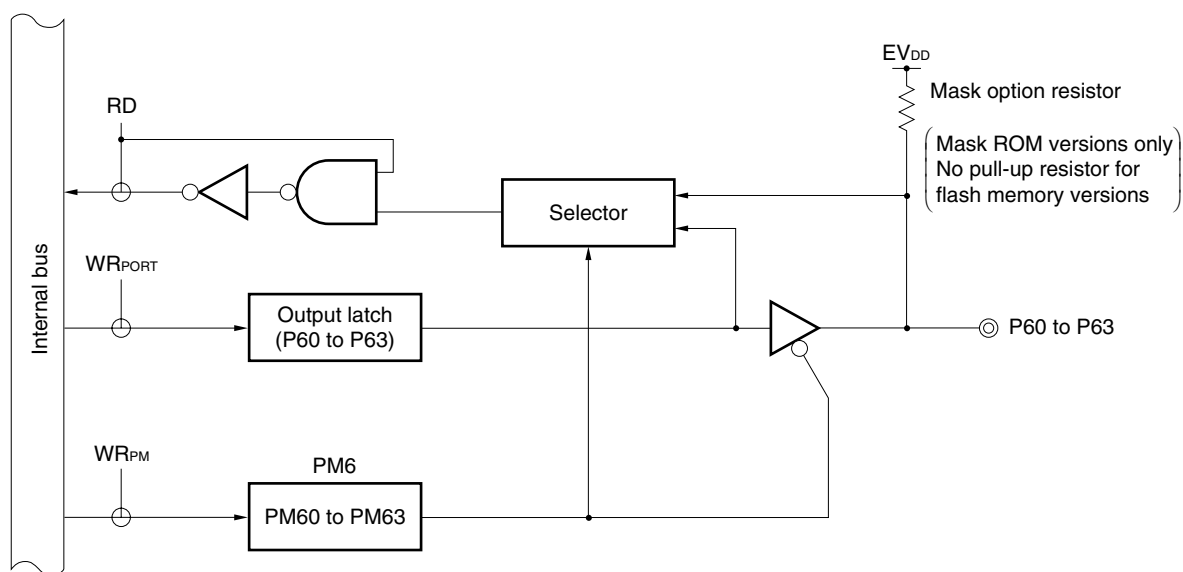 EVDD
Mask option resistor
Mask ROM versions only
No pull-up resistor for
flash memory versions
RD
Selector
Internal bus
WRPORT
Output latch
(P60 to P63)
P60 to P63
WRPM
PM6
PM60 to PM63